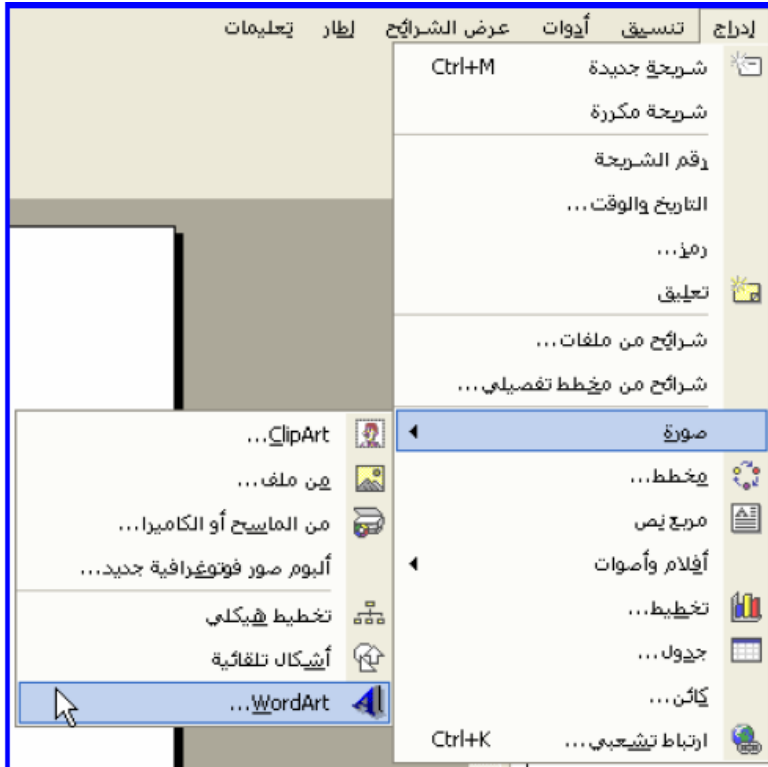 إدراج تنسيق أدوات عرض الشرائح إطار تعليمات
شريحة جديدة Ctrl+M
شريحة مكررة
رقم الشريحة
التاريخ والوقت...
رمز...
تعليق
شرائح من ملفات...
شرائح من مخطط تفصيلي...
صورة
مخطط...
مربع نص
أفلام وأصوات
تخطيط...
جدول...
كائن...
ارتباط تشعبي... Ctrl+K
ClipArt...
من ملف...
من الماسح أو الكاميرا...
ألبوم صور فوتوغرافية جديد...
تخطيط هيكلي
أشكال تلقائية
WordArt...